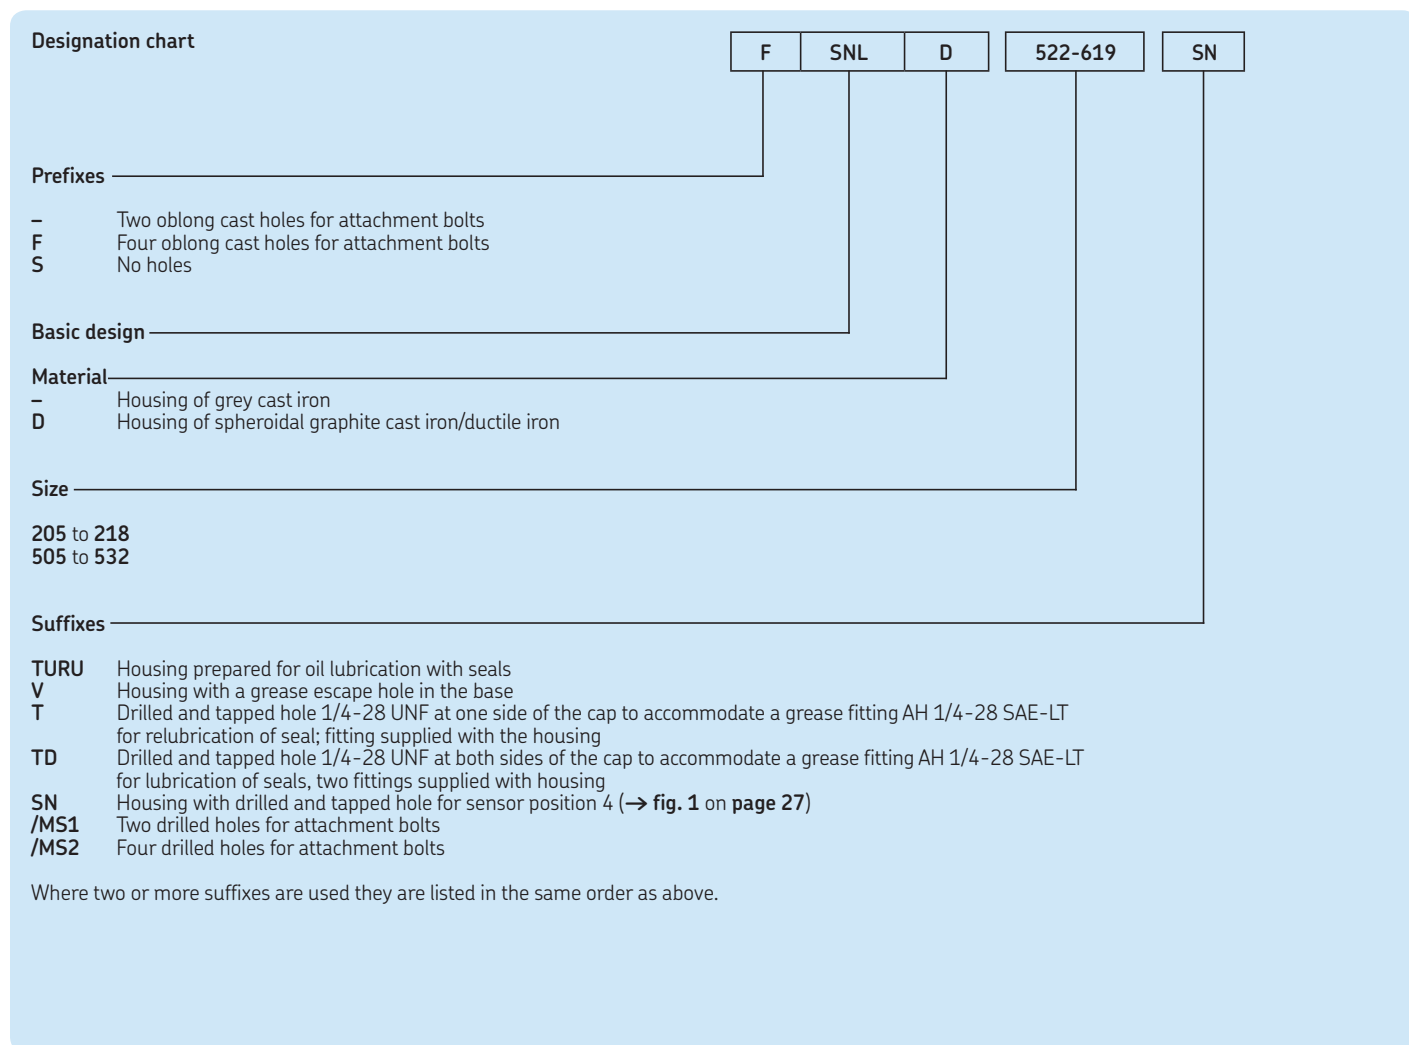 Designation chart
F SNL D 522-619 SN
Prefixes
– Two oblong cast holes for attachment bolts
F Four oblong cast holes for attachment bolts
S No holes
Basic design
Material
– Housing of grey cast iron
D Housing of spheroidal graphite cast iron/ductile iron
Size
205 to 218
505 to 532
Suffixes
TURU Housing prepared for oil lubrication with seals
V Housing with a grease escape hole in the base
T Drilled and tapped hole 1/4-28 UNF at one side of the cap to accommodate a grease fitting AH 1/4-28 SAE-LT
for relubrication of seal; fitting supplied with the housing
TD Drilled and tapped hole 1/4-28 UNF at both sides of the cap to accommodate a grease fitting AH 1/4-28 SAE-LT
for lubrication of seals, two fittings supplied with housing
SN Housing with drilled and tapped hole for sensor position 4 (→ fig. 1 on page 27)
/MS1 Two drilled holes for attachment bolts
/MS2 Four drilled holes for attachment bolts
Where two or more suffixes are used they are listed in the same order as above.